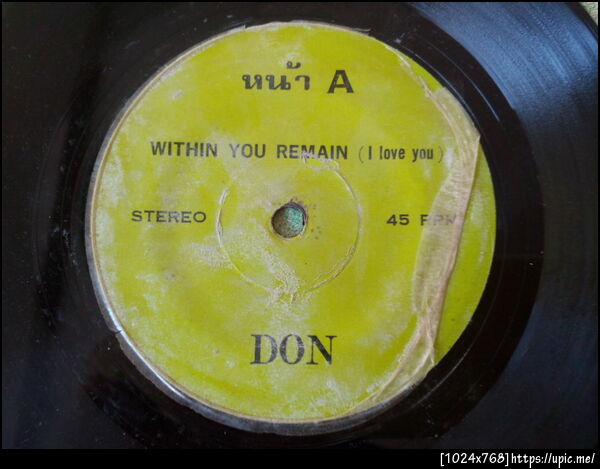 หน้า A
WITHIN YOU REMAIN (I love you)
STEREO
45 RPM
DON
[1024x768]https://upic.me/